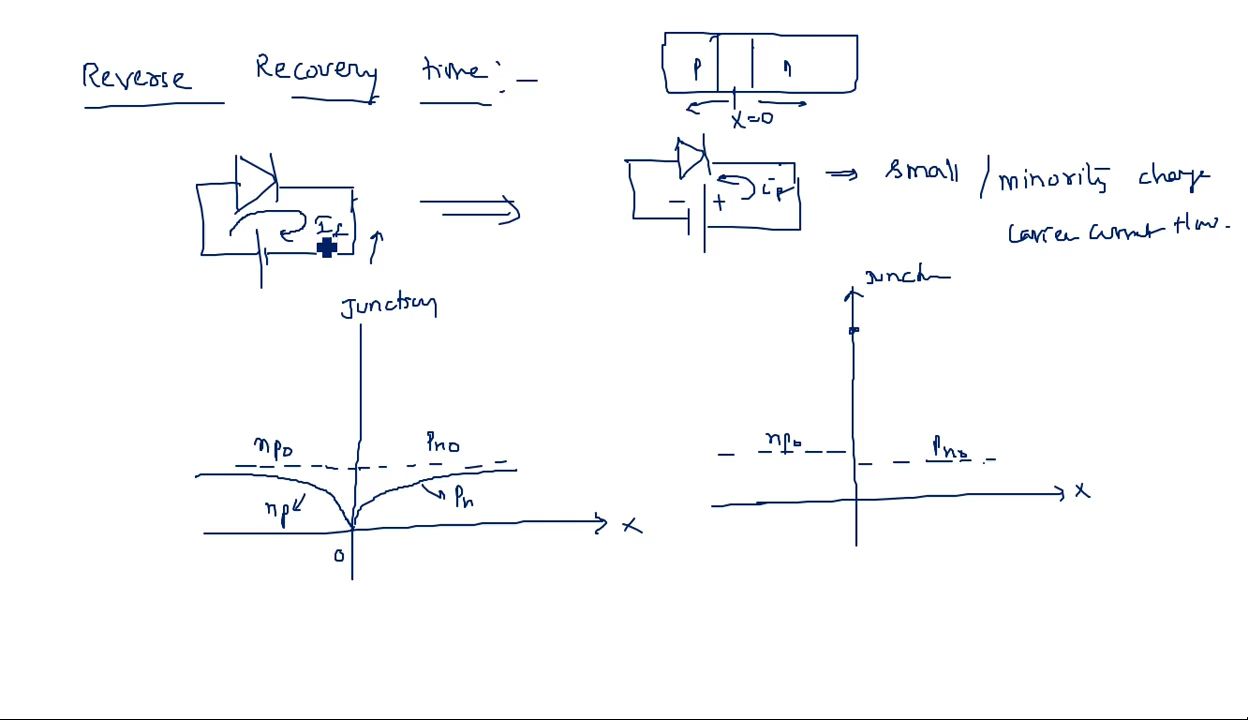 Reverse Recovery time :-
p n
x=0
- +
If
⇒ small / minority charge
carrier current flow.
Junction
npo pno
np pn
0
x
npo pno
x